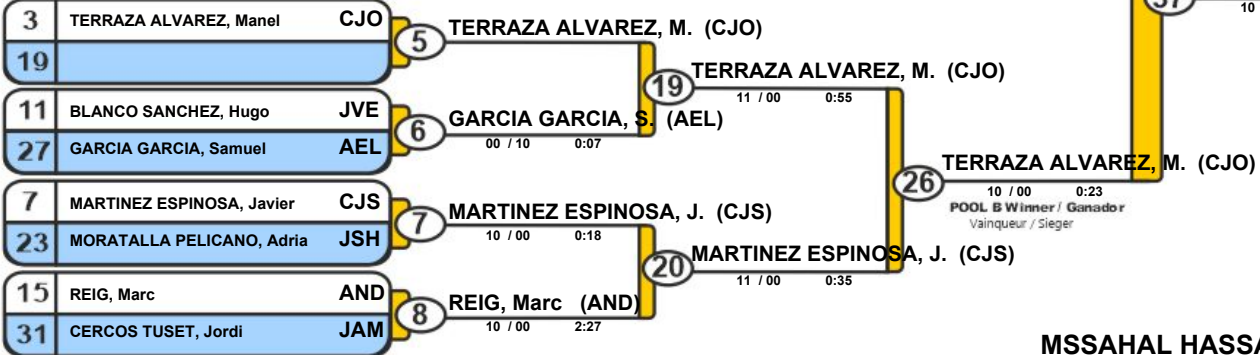 3 TERRAZA ALVAREZ, Manel CJO
19
5 TERRAZA ALVAREZ, M. (CJO)
11 BLANCO SANCHEZ, Hugo JVE
27 GARCIA GARCIA, Samuel AEL
6 GARCIA GARCIA, S. (AEL)
00 / 10 0:07
19 TERRAZA ALVAREZ, M. (CJO)
11 / 00 0:55
7 MARTINEZ ESPINOSA, Javier CJS
23 MORATALLA PELICANO, Adria JSH
7 MARTINEZ ESPINOSA, J. (CJS)
10 / 00 0:18
15 REIG, Marc AND
31 CERCOS TUSET, Jordi JAM
8 REIG, Marc (AND)
10 / 00 2:27
20 MARTINEZ ESPINOSA, J. (CJS)
11 / 00 0:35
26 TERRAZA ALVAREZ, M. (CJO)
10 / 00 0:23
POOL B Winner / Ganador
Vainqueur / Sieger
37
10
MSSAHAL HASSA